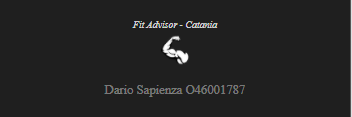 Fit Advisor - Catania
Dario Sapienza O46001787